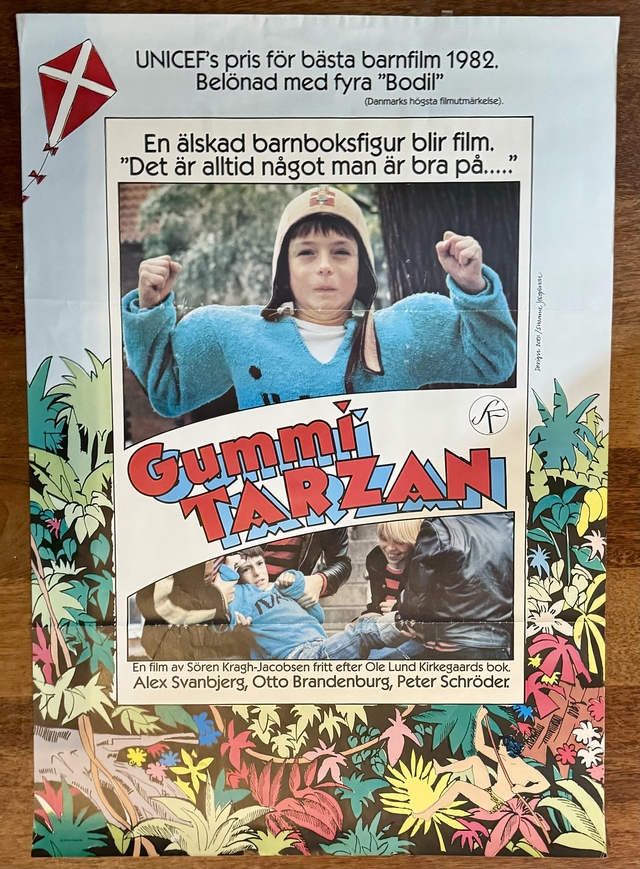 UNICEF's pris för bästa barnfilm 1982.
Belönad med fyra "Bodil"
(Danmarks högsta filmutmärkelse).
En älskad barnboksfigur blir film.
"Det är alltid något man är bra på....."
Gummi
TARZAN
SF
IVAN
En film av Sören Kragh-Jacobsen fritt efter Ole Lund Kirkegaards bok.
Alex Svanbjerg, Otto Brandenburg, Peter Schröder.